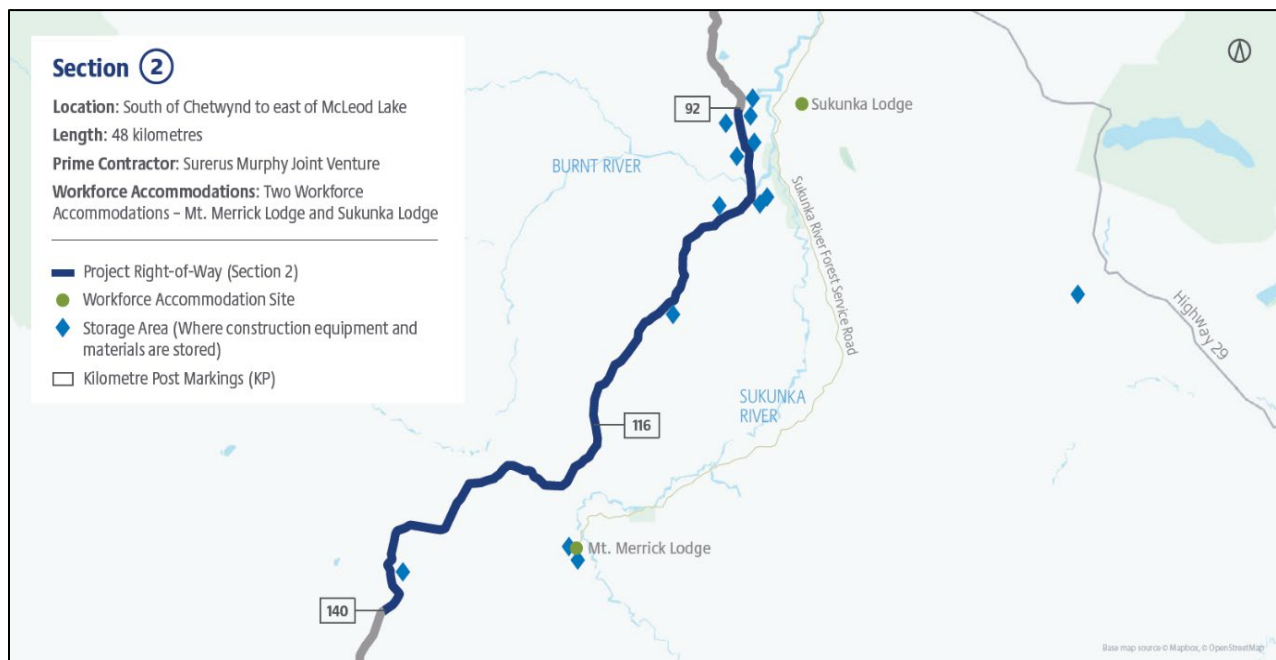 Section 2
Location: South of Chetwynd to east of McLeod Lake
Length: 48 kilometres
Prime Contractor: Surerus Murphy Joint Venture
Workforce Accommodations: Two Workforce
Accommodations – Mt. Merrick Lodge and Sukunka Lodge
Project Right-of-Way (Section 2)
Workforce Accommodation Site
Storage Area (Where construction equipment and
materials are stored)
Kilometre Post Markings (KP)
92
Sukunka Lodge
BURNT RIVER
Sukunka River Forest Service Road
Highway 29
SUKUNKA
RIVER
116
Mt. Merrick Lodge
140
Base map source © Mapbox, © OpenStreetMap